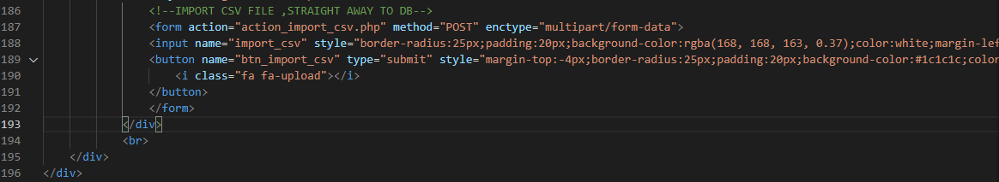 186 <!--IMPORT CSV FILE ,STRAIGHT AWAY TO DB-->
187 <form action="action_import_csv.php" method="POST" enctype="multipart/form-data">
188 <input name="import_csv" style="border-radius:25px;padding:20px;background-color:rgba(168, 168, 163, 0.37);color:white;margin-lef
189 <button name="btn_import_csv" type="submit" style="margin-top:-4px;border-radius:25px;padding:20px;background-color:#1c1c1c;color
190 <i class="fa fa-upload"></i>
191 </button>
192 </form>
193 </div>
194 <br>
195 </div>
196 </div>